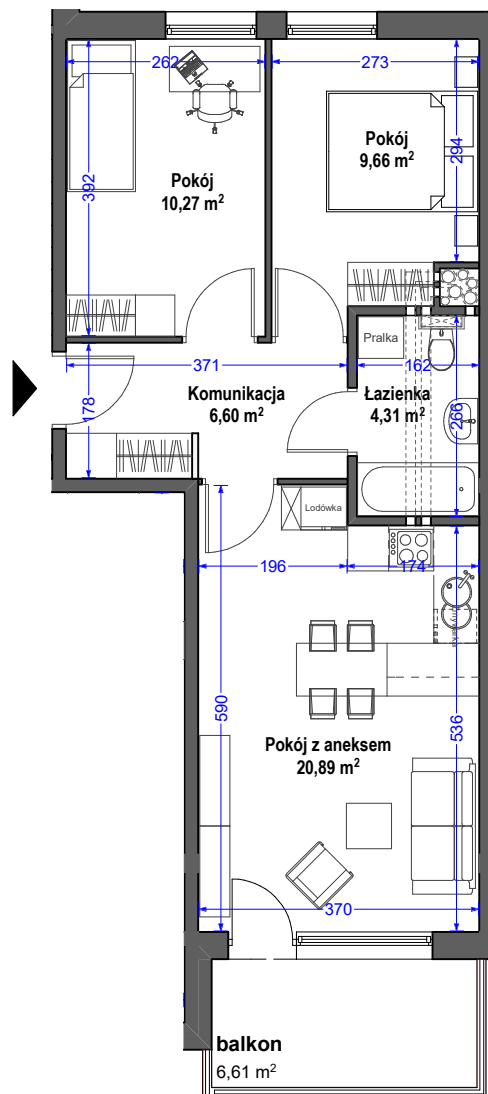 262
273
Pokój
10,27 m²
Pokój
9,66 m²
392
294
Pralka
371
162
Komunikacja
6,60 m²
Łazienka
4,31 m²
178
266
Lodówka
196
174
Zmywarka
590
536
Pokój z aneksem
20,89 m²
370
balkon
6,61 m²